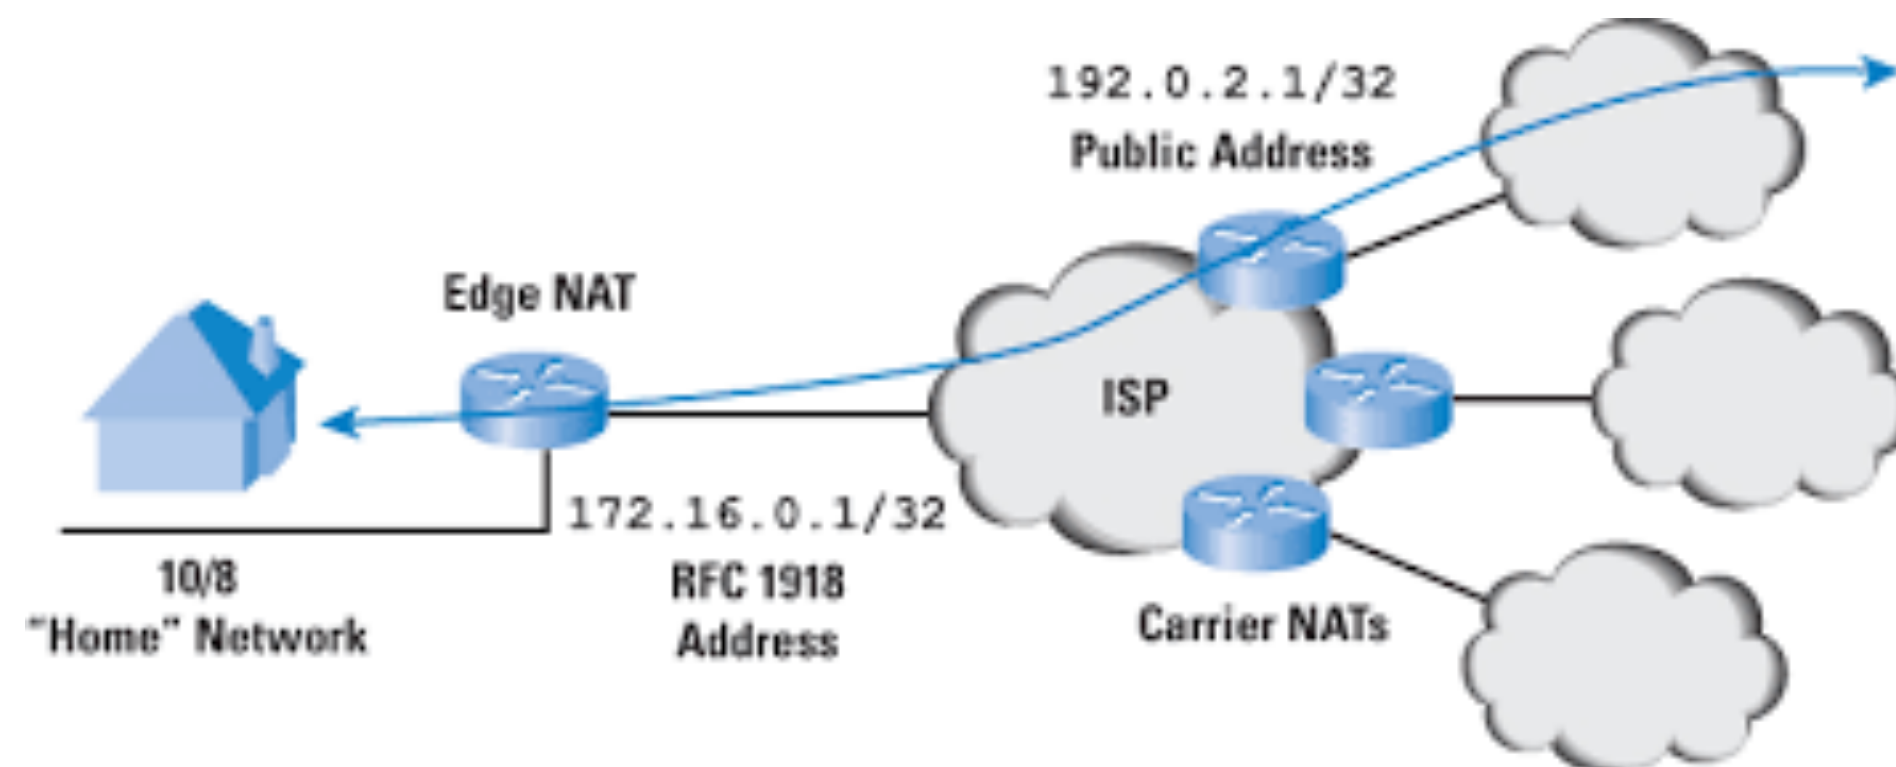 192.0.2.1/32
Public Address
Edge NAT
ISP
172.16.0.1/32
RFC 1918
Address
10/8
"Home" Network
Carrier NATs